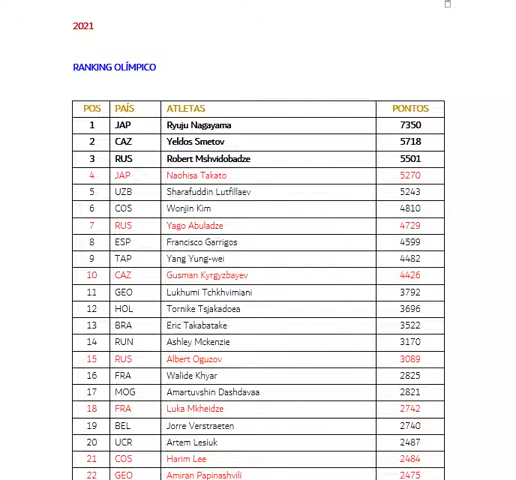 2021
RANKING OLÍMPICO
POS PAÍS ATLETAS PONTOS
1 JAP Ryuju Nagayama 7350
2 CAZ Yeldos Smetov 5718
3 RUS Robert Mshvidobadze 5501
4 JAP Naohisa Takato 5270
5 UZB Sharafuddin Lutfillaev 5243
6 COS Wonjin Kim 4810
7 RUS Yago Abuladze 4729
8 ESP Francisco Garrigos 4599
9 TAP Yang Yung-wei 4482
10 CAZ Gusman Kyrgyzbayev 4426
11 GEO Lukhumi Tchkhvimiani 3792
12 HOL Tornike Tsjakadoea 3696
13 BRA Eric Takabatake 3522
14 RUN Ashley Mckenzie 3170
15 RUS Albert Oguzov 3089
16 FRA Walide Khyar 2825
17 MOG Amartuvshin Dashdavaa 2821
18 FRA Luka Mkheidze 2742
19 BEL Jorre Verstraeten 2740
20 UCR Artem Lesiuk 2487
21 COS Harim Lee 2484
22 GEO Amiran Papinashvili 2475